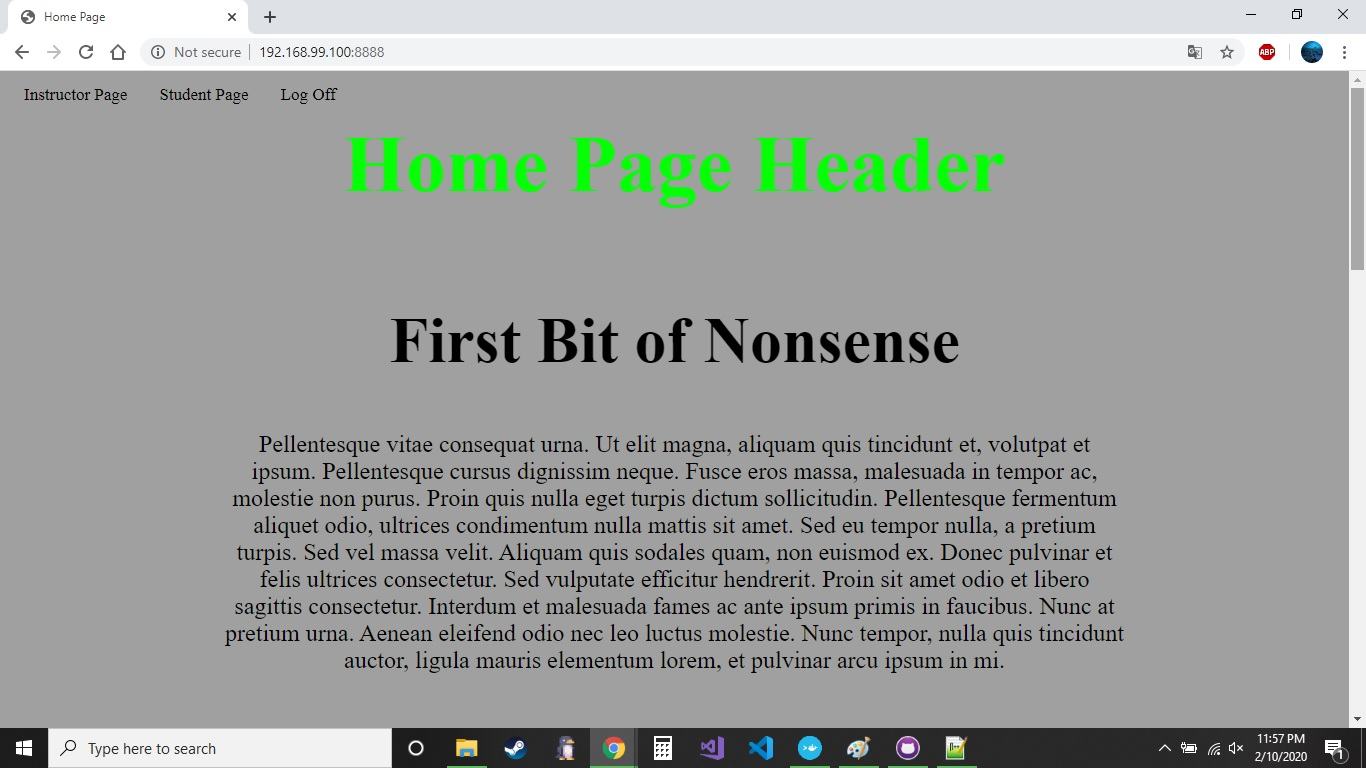 Home Page
Not secure 192.168.99.100:8888
ABP
Instructor Page Student Page Log Off
Home Page Header
First Bit of Nonsense
Pellentesque vitae consequat urna. Ut elit magna, aliquam quis tincidunt et, volutpat et
ipsum. Pellentesque cursus dignissim neque. Fusce eros massa, malesuada in tempor ac,
molestie non purus. Proin quis nulla eget turpis dictum sollicitudin. Pellentesque fermentum
aliquet odio, ultrices condimentum nulla mattis sit amet. Sed eu tempor nulla, a pretium
turpis. Sed vel massa velit. Aliquam quis sodales quam, non euismod ex. Donec pulvinar et
felis ultrices consectetur. Sed vulputate efficitur hendrerit. Proin sit amet odio et libero
sagittis consectetur. Interdum et malesuada fames ac ante ipsum primis in faucibus. Nunc at
pretium urna. Aenean eleifend odio nec leo luctus molestie. Nunc tempor, nulla quis tincidunt
auctor, ligula mauris elementum lorem, et pulvinar arcu ipsum in mi.
Type here to search
11:57 PM
2/10/2020
1